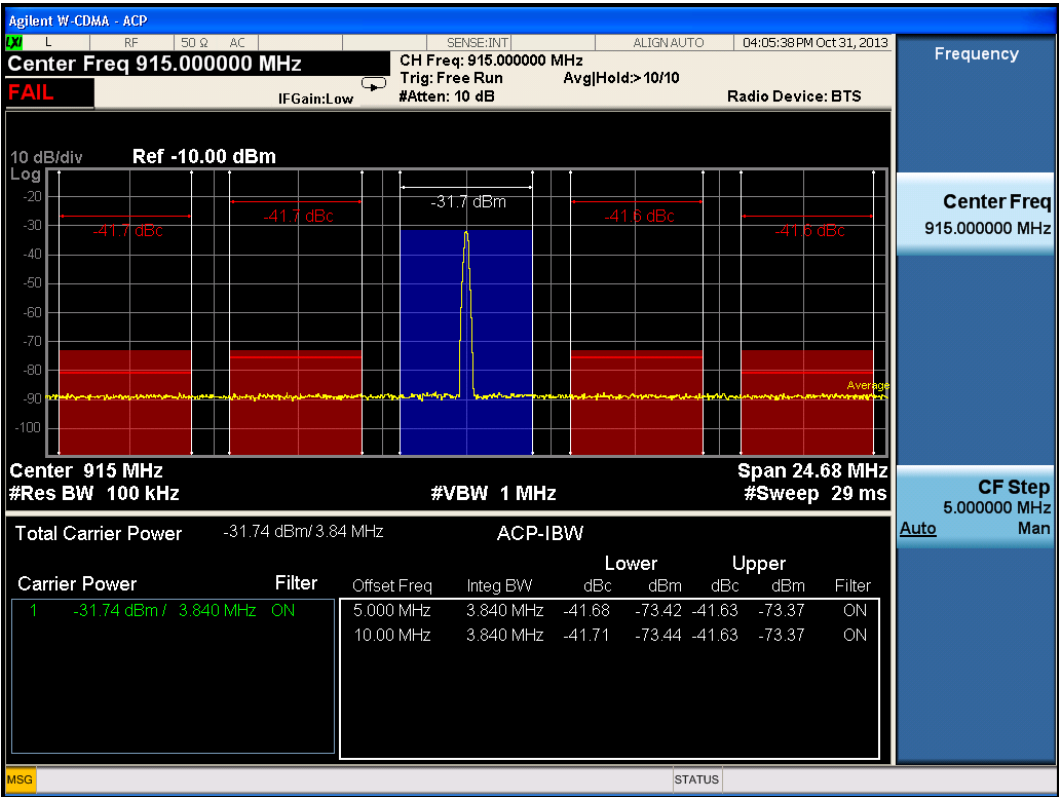 Agilent W-CDMA - ACP
LXI L RF 50 Ω AC SENSE:INT ALIGN AUTO 04:05:38 PM Oct 31, 2013
Center Freq 915.000000 MHz
CH Freq: 915.000000 MHz
Trig: Free Run Avg|Hold:> 10/10
FAIL
IFGain:Low #Atten: 10 dB Radio Device: BTS
10 dB/div Ref -10.00 dBm
Log
-20
-30
-40
-50
-60
-70
-80
-90
-100
-41.7 dBc
-41.7 dBc
-31.7 dBm
-41.6 dBc
-41.6 dBc
Average
Center 915 MHz Span 24.68 MHz
#Res BW 100 kHz #VBW 1 MHz #Sweep 29 ms
Total Carrier Power -31.74 dBm/ 3.84 MHz ACP-IBW
Lower Upper
Carrier Power Filter Offset Freq Integ BW dBc dBm dBc dBm Filter
1 -31.74 dBm / 3.840 MHz ON 5.000 MHz 3.840 MHz -41.68 -73.42 -41.63 -73.37 ON
10.00 MHz 3.840 MHz -41.71 -73.44 -41.63 -73.37 ON
MSG STATUS
Frequency
Center Freq
915.000000 MHz
CF Step
5.000000 MHz
Auto Man